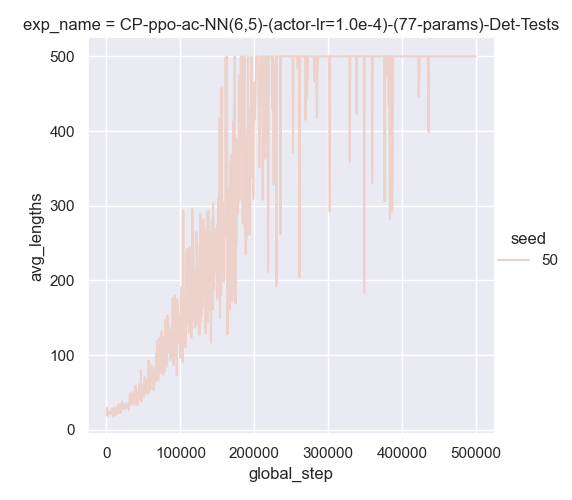 exp_name = CP-ppo-ac-NN(6,5)-(actor-lr=1.0e-4)-(77-params)-Det-Tests
500
400
300
200
100
0
avg_lengths
0 100000 200000 300000 400000 500000
global_step
seed
50